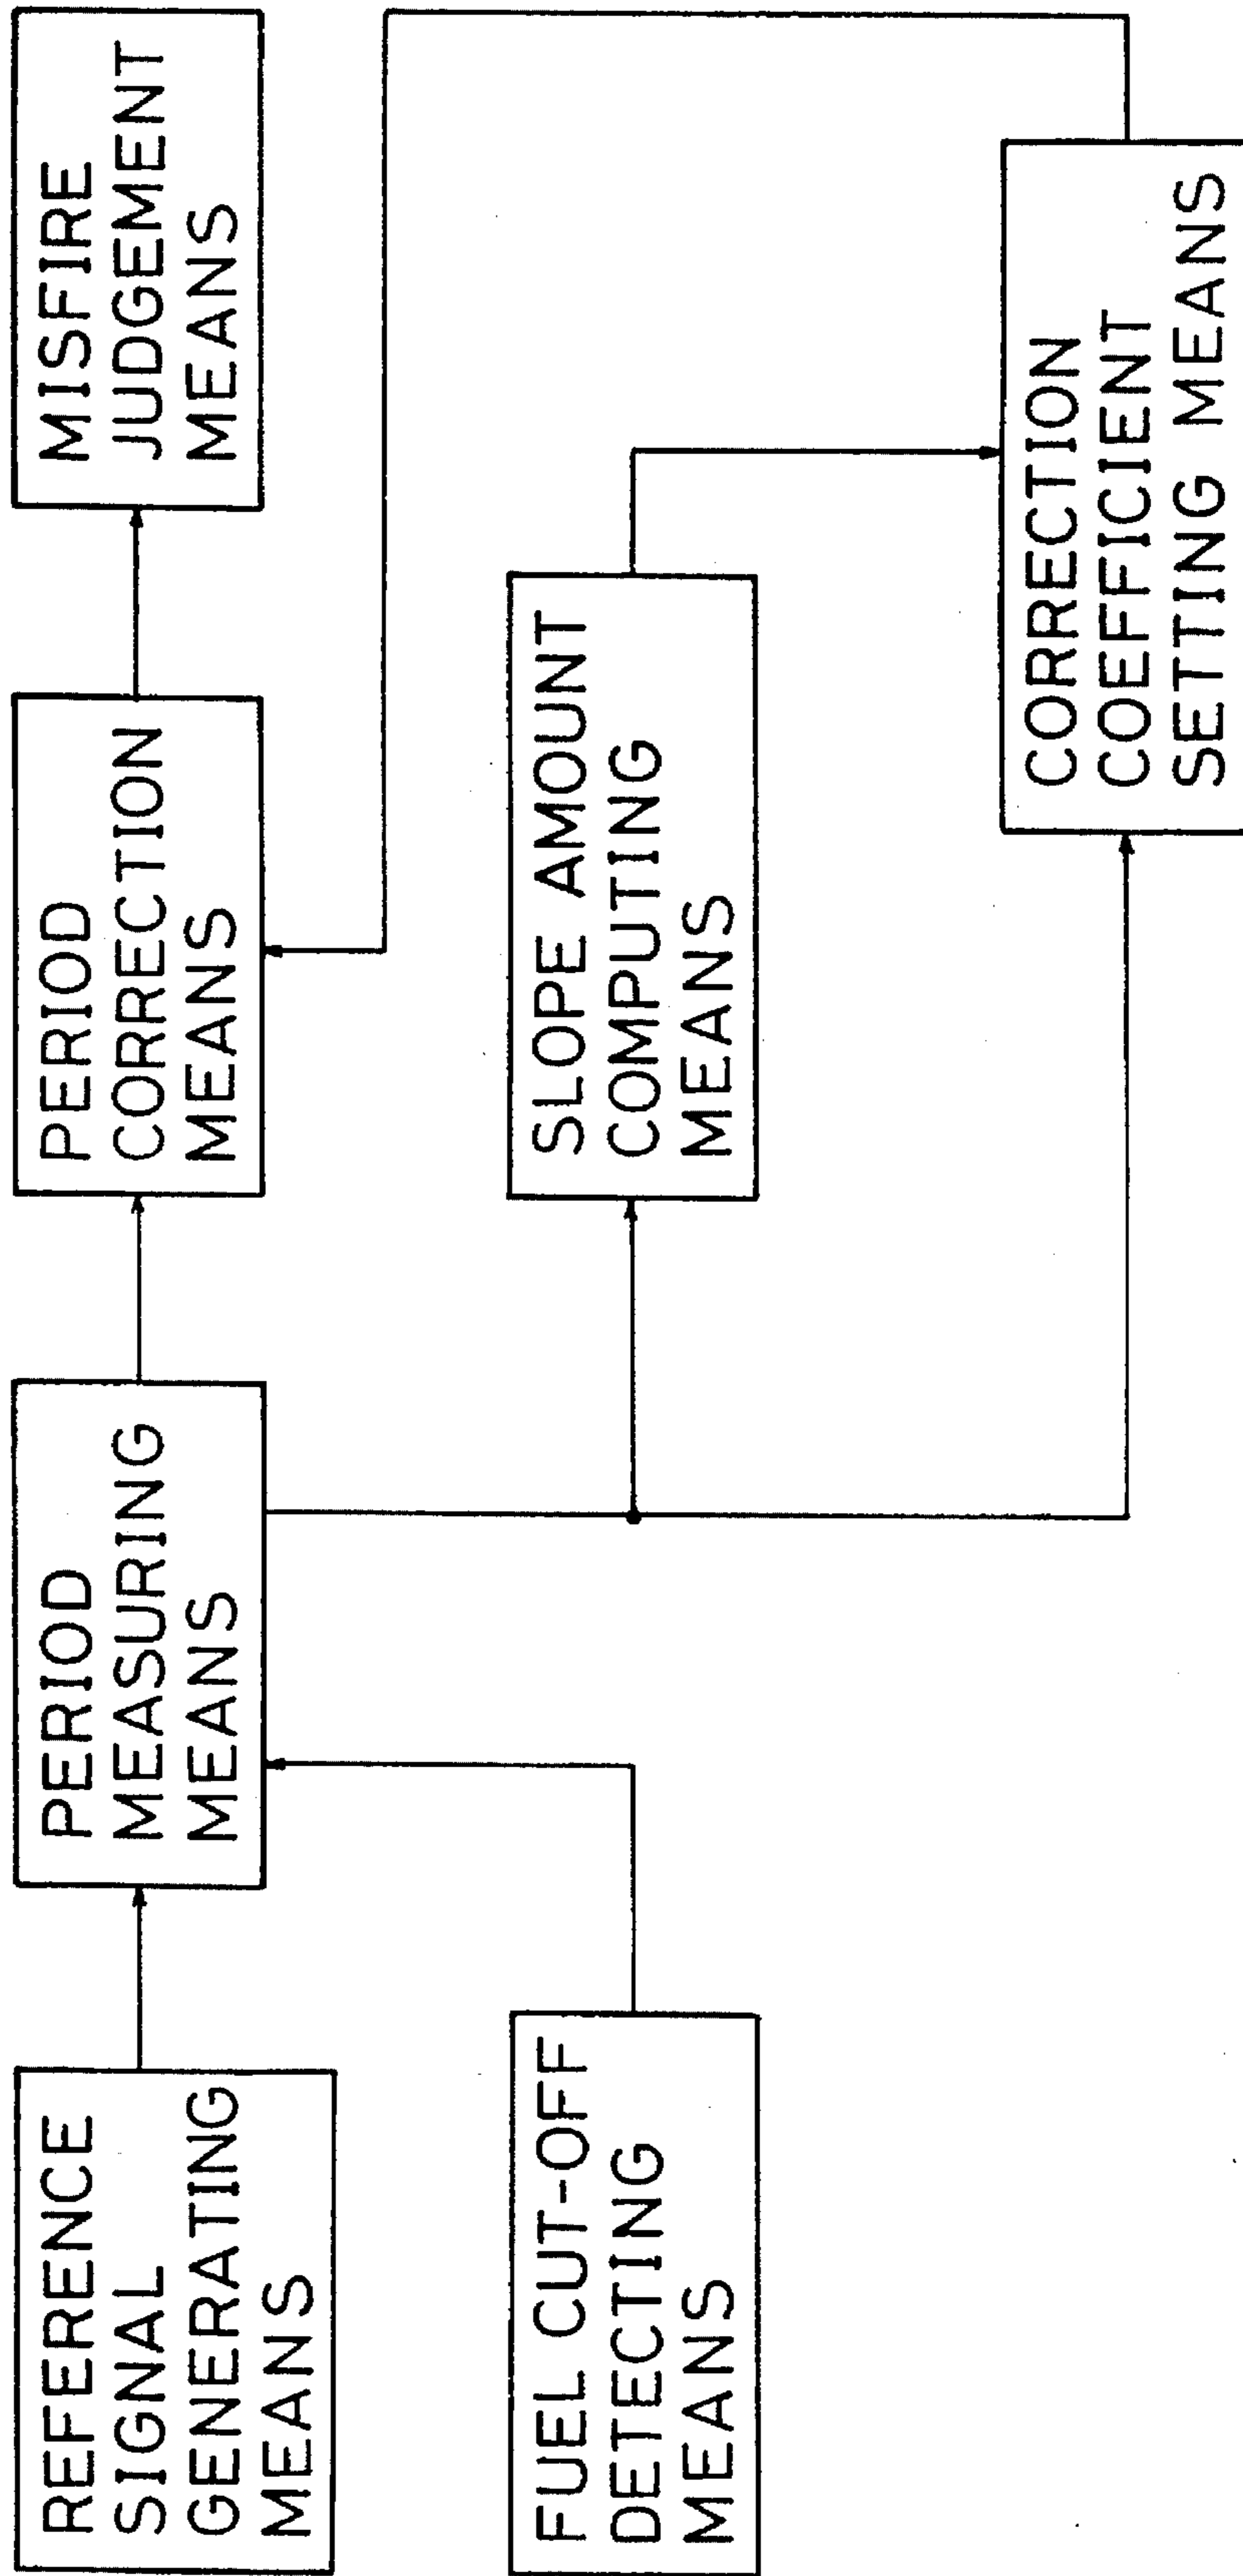 REFERENCE
SIGNAL
GENERATING
MEANS
PERIOD
MEASURING
MEANS
PERIOD
CORRECTION
MEANS
MISFIRE
JUDGEMENT
MEANS
FUEL CUT-OFF
DETECTING
MEANS
SLOPE AMOUNT
COMPUTING
MEANS
CORRECTION
COEFFICIENT
SETTING MEANS